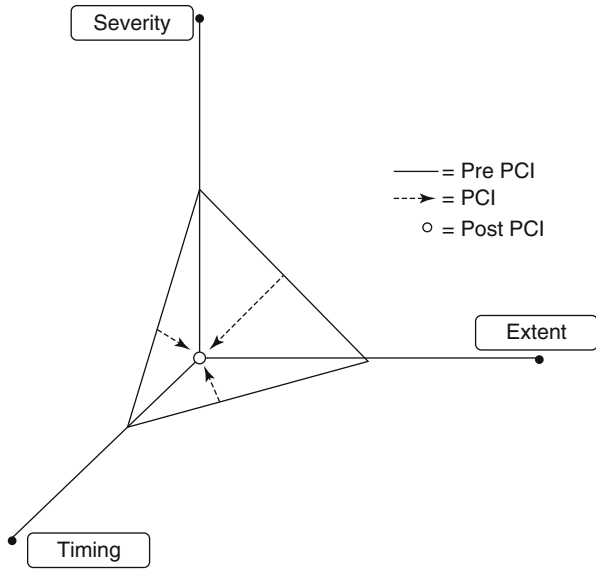 Severity
= Pre PCI
= PCI
= Post PCI
Extent
Timing